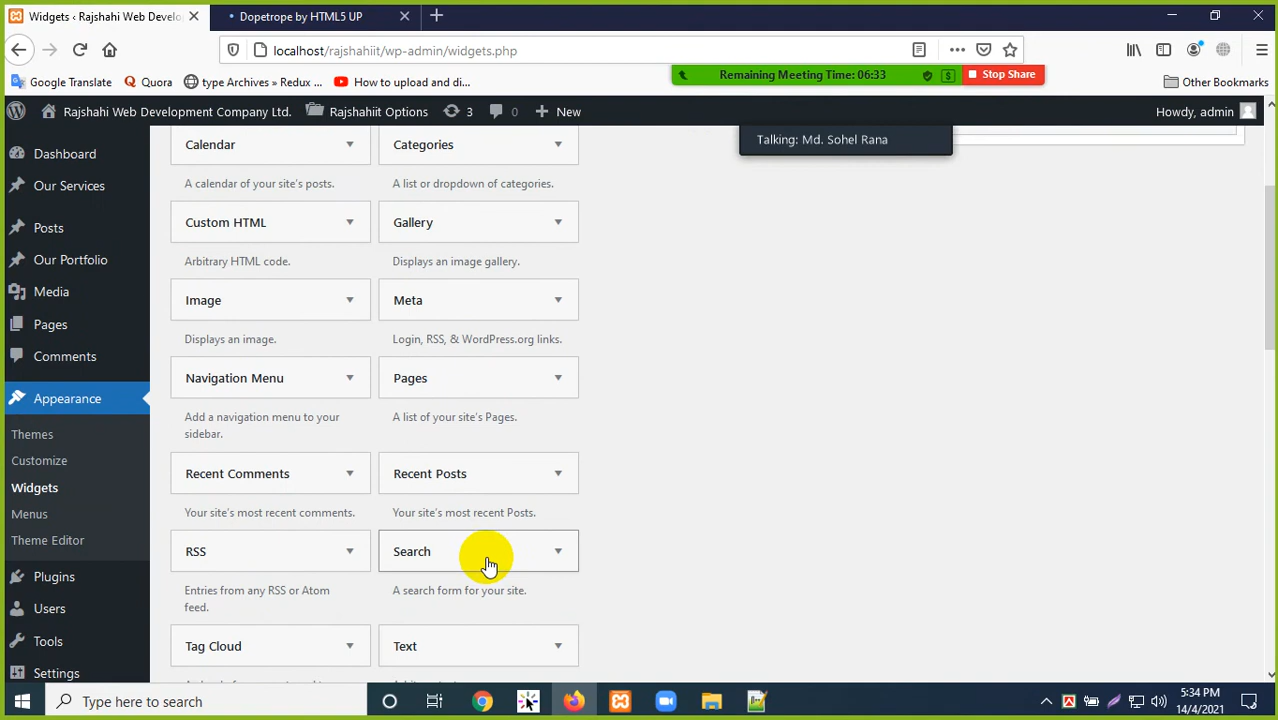 Widgets ‹ Rajshahi Web Develo
Dopetrope by HTML5 UP
localhost/rajshahiit/wp-admin/widgets.php
Google Translate
Quora
type Archives » Redux ...
How to upload and di...
Remaining Meeting Time: 06:33
Stop Share
Other Bookmarks
Rajshahi Web Development Company Ltd.
Rajshahiit Options
3
0
New
Howdy, admin
Talking: Md. Sohel Rana
Dashboard
Our Services
Posts
Our Portfolio
Media
Pages
Comments
Appearance
Themes
Customize
Widgets
Menus
Theme Editor
Plugins
Users
Tools
Settings
Calendar
Categories
A calendar of your site's posts.
A list or dropdown of categories.
Custom HTML
Gallery
Arbitrary HTML code.
Displays an image gallery.
Image
Meta
Displays an image.
Login, RSS, & WordPress.org links.
Navigation Menu
Pages
Add a navigation menu to your
sidebar.
A list of your site's Pages.
Recent Comments
Recent Posts
Your site's most recent comments.
Your site's most recent Posts.
RSS
Search
Entries from any RSS or Atom
feed.
A search form for your site.
Tag Cloud
Text
Type here to search
5:34 PM
14/4/2021